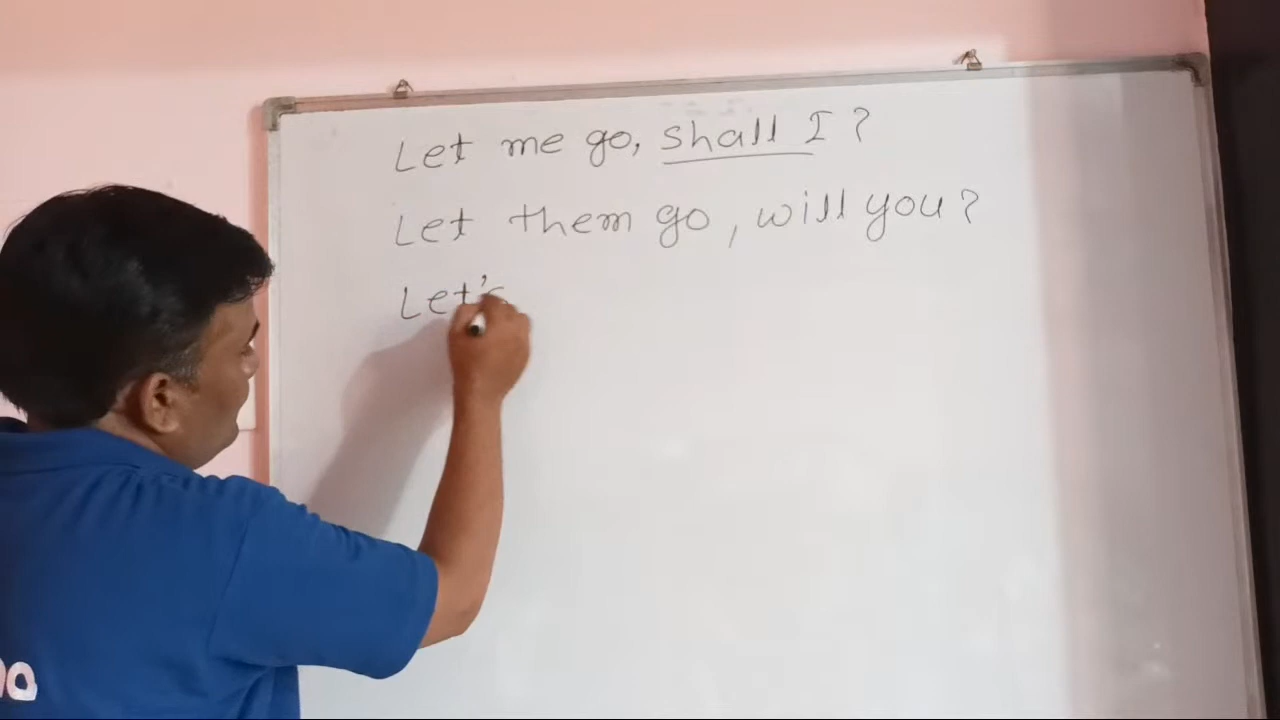 Let me go, shall I?
Let them go, will you?
Let's